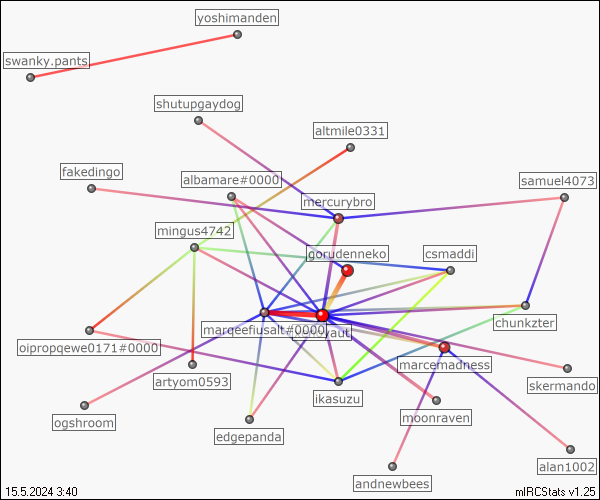 yoshimanden
swanky.pants
shutupgaydog
altmile0331
fakedingo
albamare#0000
samuel4073
mercurybro
mingus4742
gorudenneko
csmaddi
marqeefiusalt#0000
chunkzter
oipropqewe0171#0000
marcemadness
artyom0593
skermando
ikasuzu
moonraven
ogshroom
edgepanda
alan1002
andnewbees
15.5.2024 3:40
mIRCStats v1.25